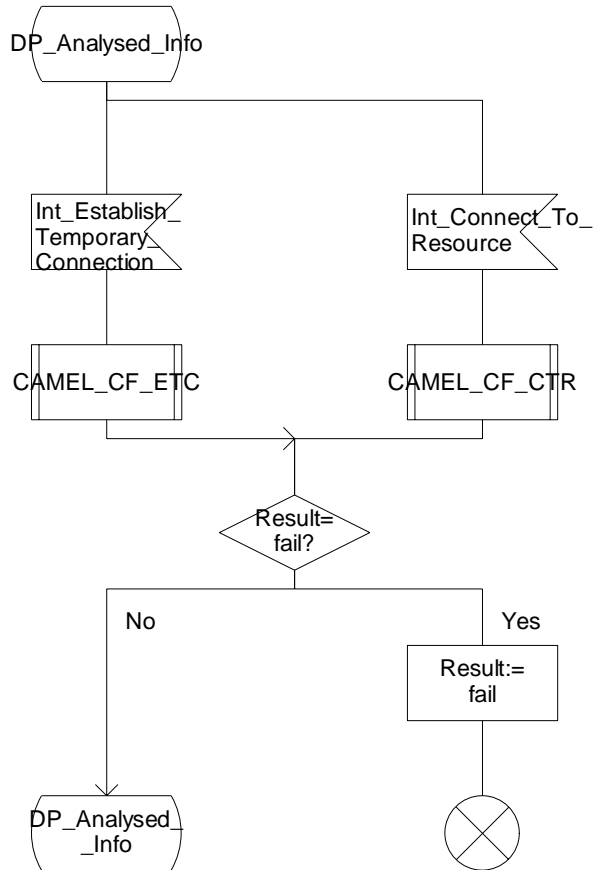 DP_Analysed_Info
Int_Establish_
Temporary_
Connection
Int_Connect_To_
Resource
CAMEL_CF_ETC
CAMEL_CF_CTR
Result=
fail?
No
Yes
Result:=
fail
DP_Analysed_
_Info